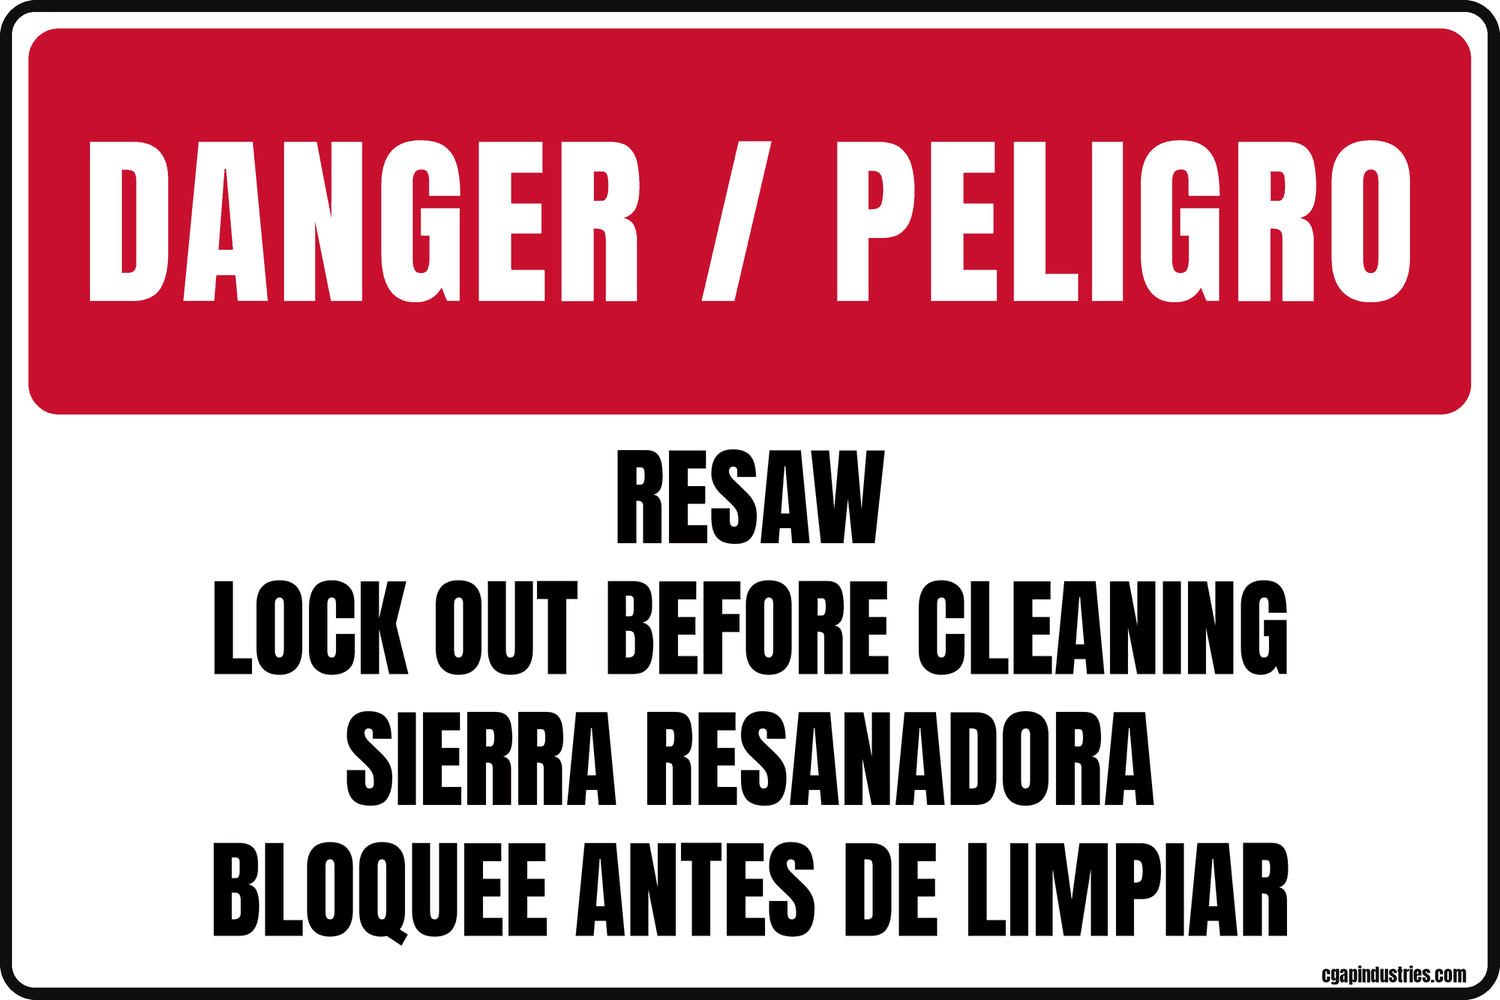 DANGER / PELIGRO
RESAW
LOCK OUT BEFORE CLEANING
SIERRA RESANADORA
BLOQUEE ANTES DE LIMPIAR
cgapindustries.com